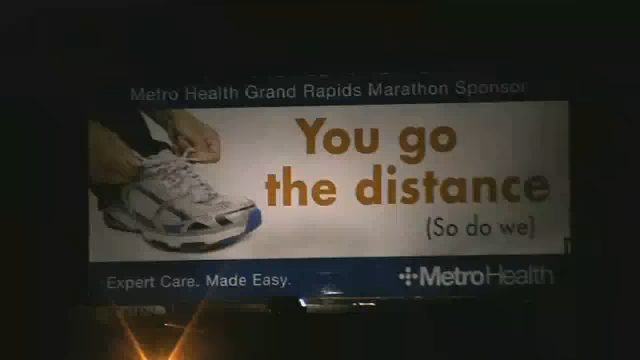 Metro Health Grand Rapids Marathon Sponsor
You go
the distance
(So do we)
Expert Care. Made Easy.
MetroHealth